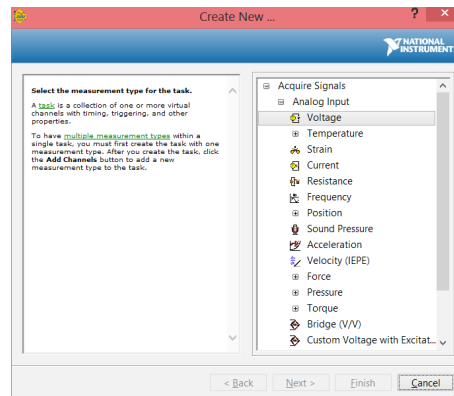 Create New ...
?
NATIONAL
INSTRUMENT
Select the measurement type for the task.
A task is a collection of one or more virtual
channels with timing, triggering, and other
properties.
To have multiple measurement types within a
single task, you must first create the task with one
measurement type. After you create the task, click
the Add Channels button to add a new
measurement type to the task.
Acquire Signals
Analog Input
Voltage
Temperature
Strain
Current
Resistance
Frequency
Position
Sound Pressure
Acceleration
Velocity (IEPE)
Force
Pressure
Torque
Bridge (V/V)
Custom Voltage with Excitat...
< Back
Next >
Finish
Cancel